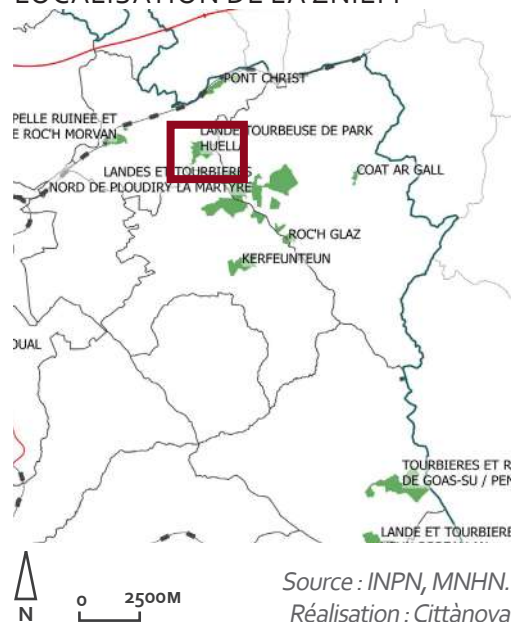 PONT CHRIST
PELLE RUINEE ET
E ROC'H MORVAN
LANDE TOURBEUSE DE PARK
HUELLA
LANDES ET TOURBIERES
NORD DE PLOUDIRY LA MARTYRE
COAT AR GALL
ROC'H GLAZ
KERFEUNTEUN
OUAL
TOURBIERES ET R
DE GOAS-SU / PEN
LANDE ET TOURBIERE
N
0 2500M
Source : INPN, MNHN.
Réalisation : Cittànova